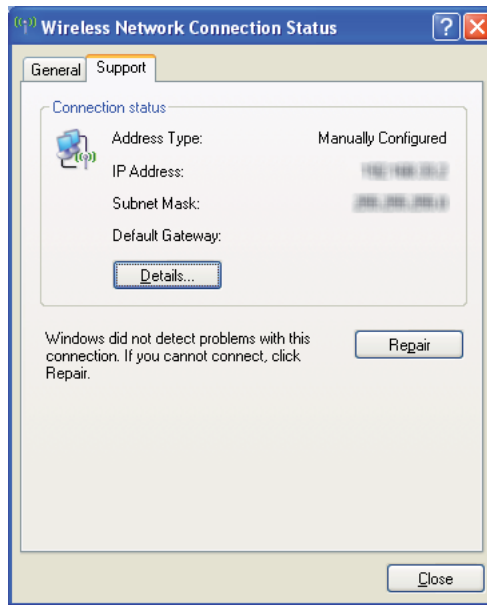 Wireless Network Connection Status
General Support
Connection status
Address Type: Manually Configured
IP Address:
Subnet Mask:
Default Gateway:
Details...
Windows did not detect problems with this
connection. If you cannot connect, click
Repair.
Repair
Close